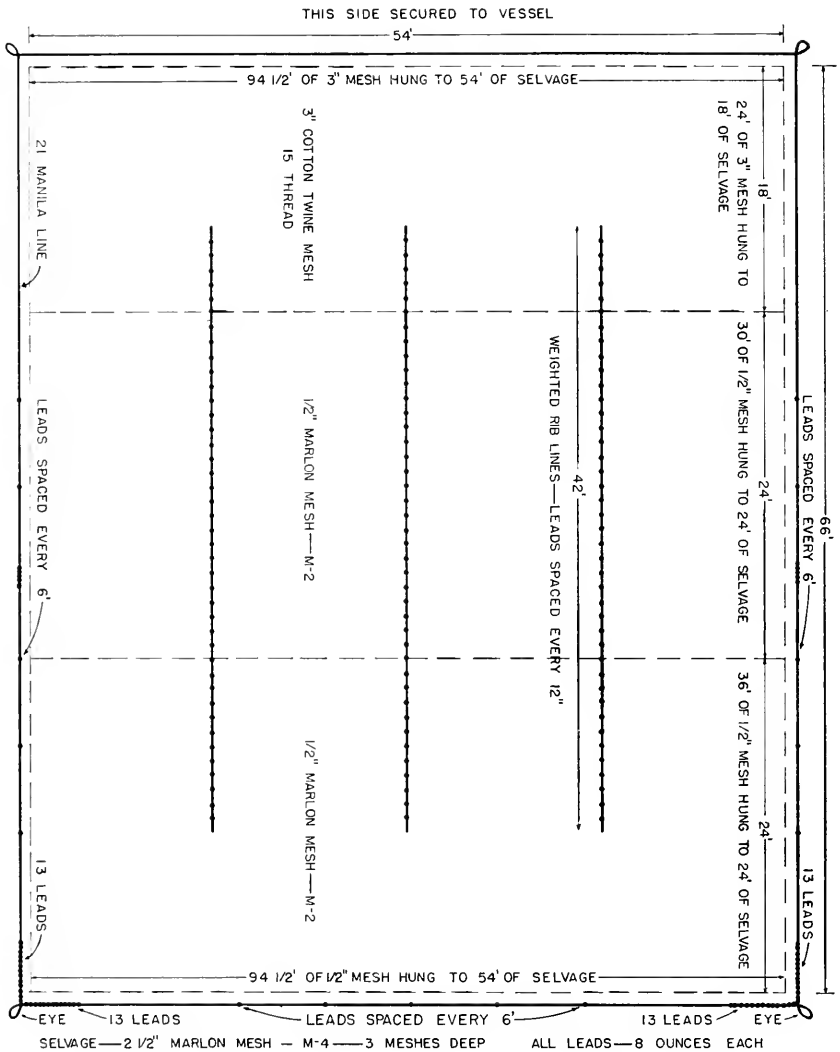 THIS SIDE SECURED TO VESSEL
54'
94 1/2' OF 3" MESH HUNG TO 54' OF SELVAGE
21 MANILA LINE
3" COTTON TWINE MESH
15 THREAD
24' OF 3" MESH HUNG TO
18' OF SELVAGE
18'
LEADS SPACED EVERY 6'
1/2" MARLON MESH — M-2
WEIGHTED RIB LINES — LEADS SPACED EVERY 12"
42'
30' OF 1/2" MESH HUNG TO 24' OF SELVAGE
24'
LEADS SPACED EVERY 6'
66'
1/2" MARLON MESH — M-2
36' OF 1/2" MESH HUNG TO 24' OF SELVAGE
24'
13 LEADS
13 LEADS
94 1/2' OF 1/2" MESH HUNG TO 54' OF SELVAGE
EYE 13 LEADS LEADS SPACED EVERY 6' 13 LEADS EYE
SELVAGE — 2 1/2" MARLON MESH — M-4 — 3 MESHES DEEP ALL LEADS — 8 OUNCES EACH